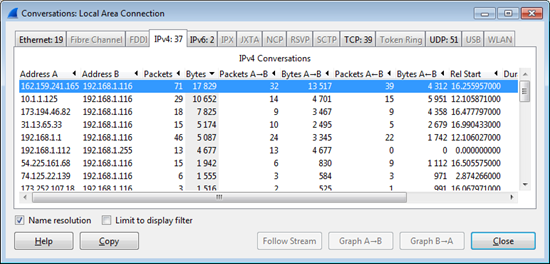 Conversations: Local Area Connection
Ethernet: 19 Fibre Channel FDDI IPv4: 37 IPv6: 2 IPX JXTA NCP RSVP SCTP TCP: 39 Token Ring UDP: 51 USB WLAN
IPv4 Conversations
Address A Address B Packets Bytes Packets A→B Bytes A→B Packets A←B Bytes A←B Rel Start Dur
162.159.241.165 192.168.1.116 71 17 829 32 13 517 39 4 312 16.255957000
10.1.1.125 192.168.1.116 29 10 652 14 4 701 15 5 951 12.105871000
173.194.46.82 192.168.1.116 18 7 825 9 3 467 9 4 358 16.477797000
31.13.65.33 192.168.1.116 15 5 174 10 2 495 5 2 679 16.990433000
192.168.1.1 192.168.1.116 46 5 087 24 3 345 22 1 742 12.106027000
192.168.1.112 192.168.1.255 13 4 677 13 4 677 0 0 0.000000000
54.225.161.68 192.168.1.116 15 1 942 6 830 9 1 112 16.505575000
74.125.22.139 192.168.1.116 6 1 555 3 584 3 971 2.874266000
173.252.107.18 192.168.1.116 3 1 516 2 525 1 991 16.067971000
Name resolution Limit to display filter
Help Copy Follow Stream Graph A→B Graph B→A Close